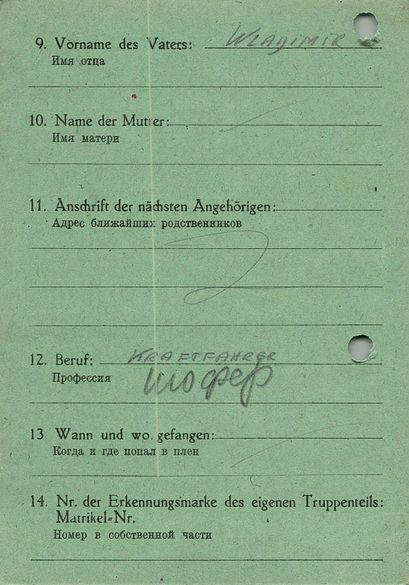 9. Vorname des Vaters: WLADIMIR
Имя отца
10. Name der Mutter:
Имя матери
11. Anschrift der nächsten Angehörigen:
Адрес ближайших родственников
12. Beruf: KRAFTFAHRER
Профессия шофер
13 Wann und wo gefangen:
Когда и где попал в плен
14. Nr. der Erkennungsmarke des eigenen Truppenteils:
Matrikel-Nr.
Номер в собственной части